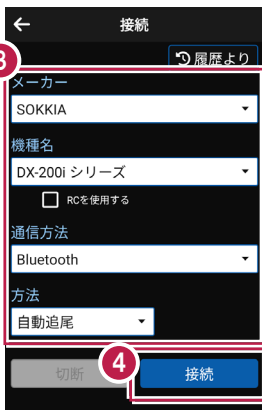 接続
履歴より
3
メーカー
SOKKIA
機種名
DX-200i シリーズ
RCを使用する
通信方法
Bluetooth
方法
自動追尾
4
切断
接続